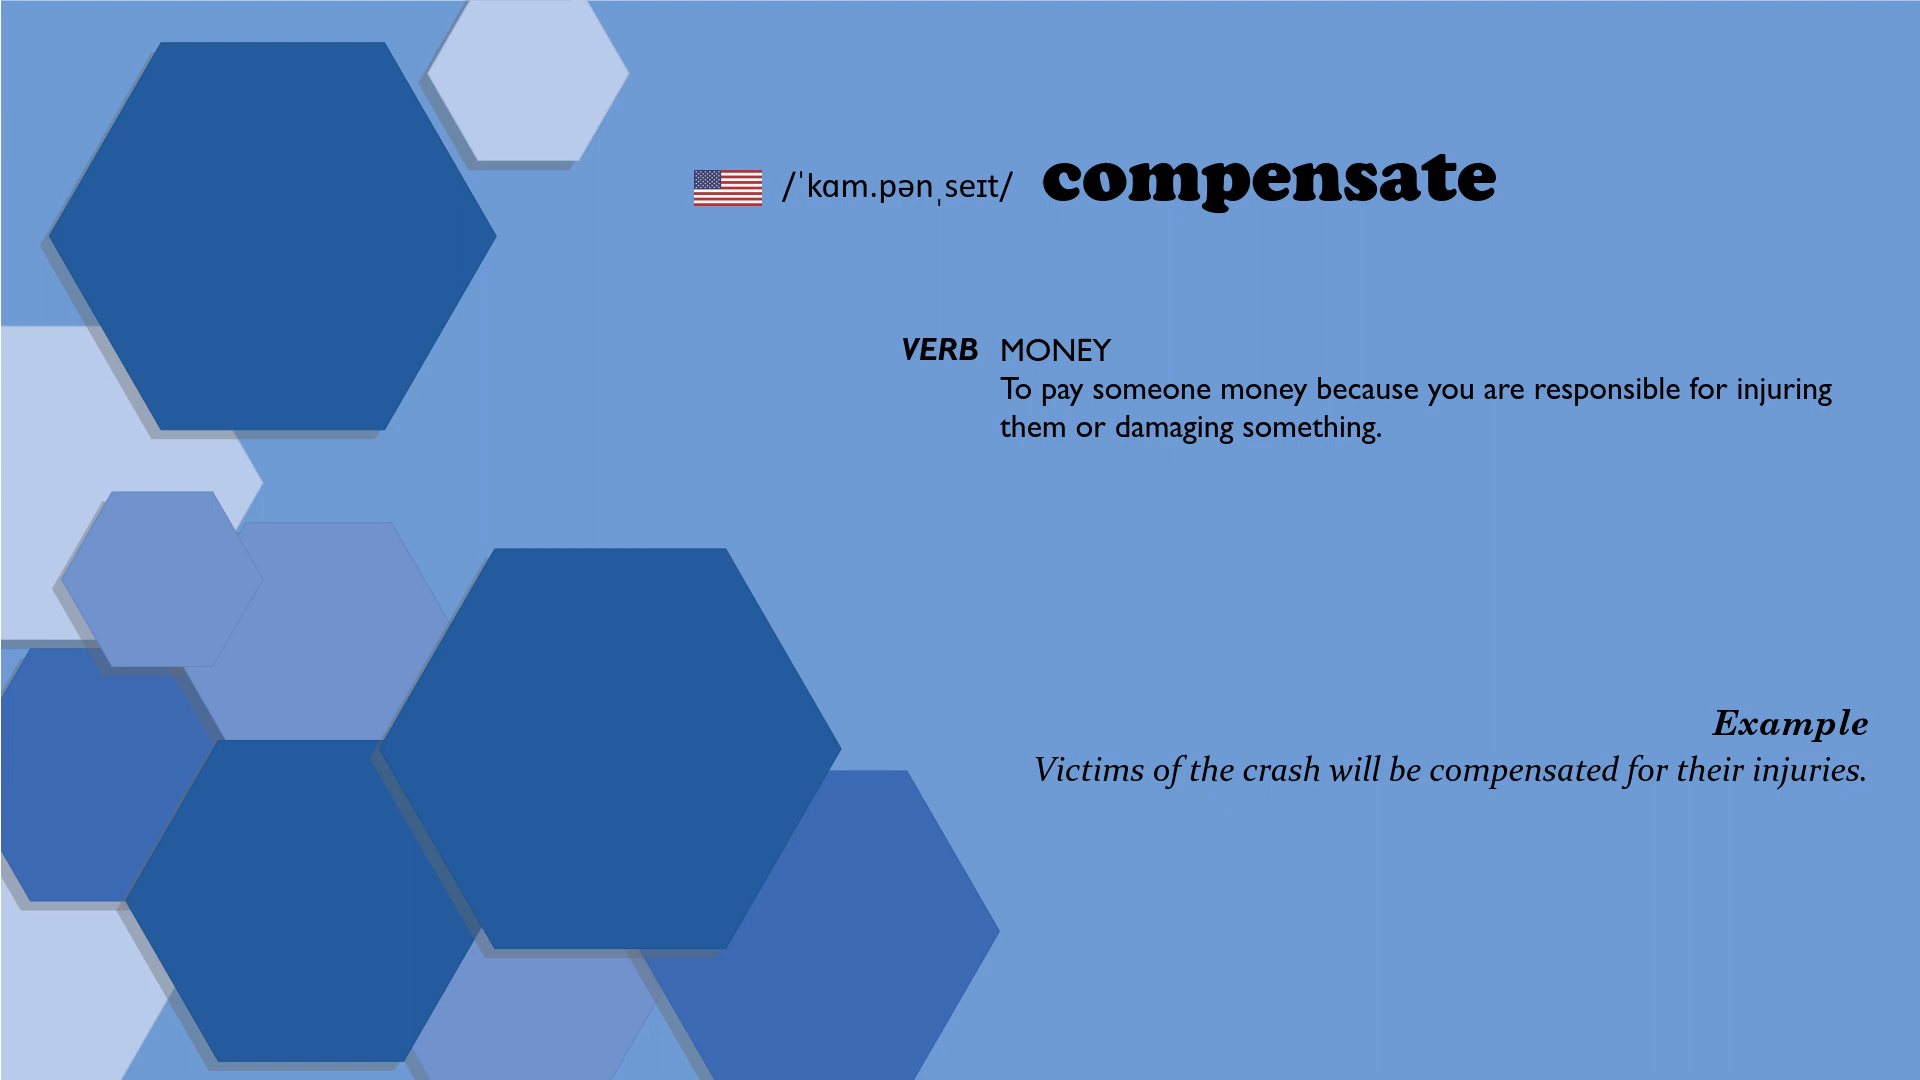 /ˈkɑm.pənˌseɪt/ compensate
VERB MONEY
To pay someone money because you are responsible for injuring
them or damaging something.
Example
Victims of the crash will be compensated for their injuries.